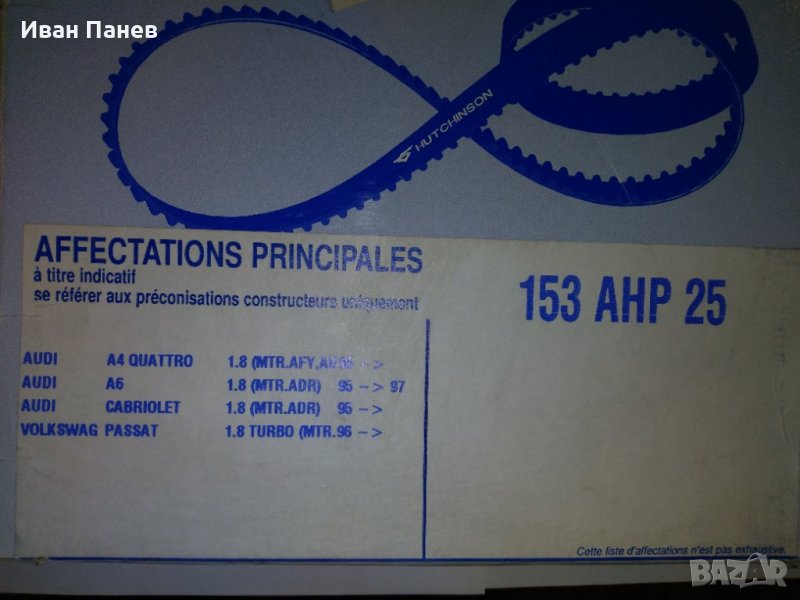 Иван Панев
HUTCHINSON
AFFECTATIONS PRINCIPALES
à titre indicatif
se référer aux préconisations constructeurs uniquement
153 AHP 25
AUDI A4 QUATTRO 1.8 (MTR.AFY, -->
AUDI A6 1.8 (MTR.ADR) 95 --> 97
AUDI CABRIOLET 1.8 (MTR.ADR) 95 -->
VOLKSWAG PASSAT 1.8 TURBO (MTR.96 -->
Cette liste d'affectations n'est pas exhaustive.
BAZAR